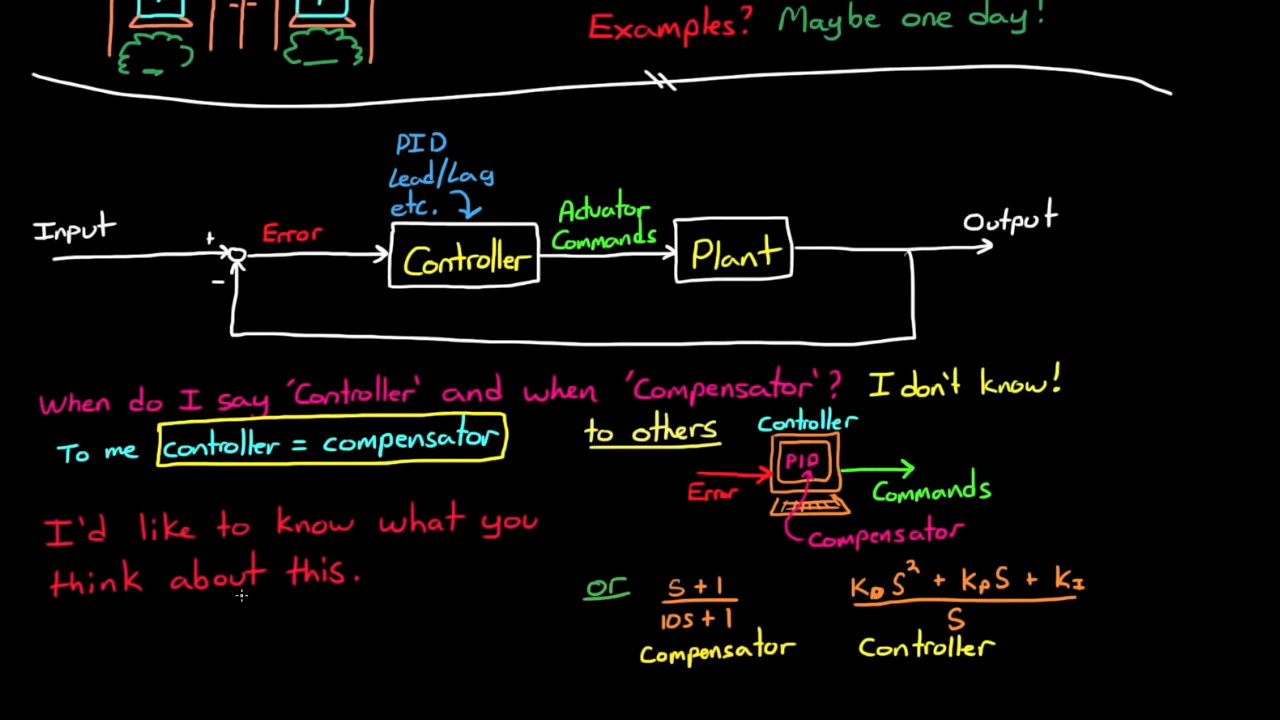 Examples? Maybe one day!
PID
Lead/Lag
etc.
Input
+
Error
Controller
Actuator
Commands
Plant
Output
-
When do I say 'Controller' and when 'Compensator'? I don't know!
To me controller = compensator
to others
Controller
PID
Error
Commands
Compensator
I'd like to know what you
think about this.
or
S + 1
10S + 1
Compensator
K_D S² + K_P S + K_I
S
Controller